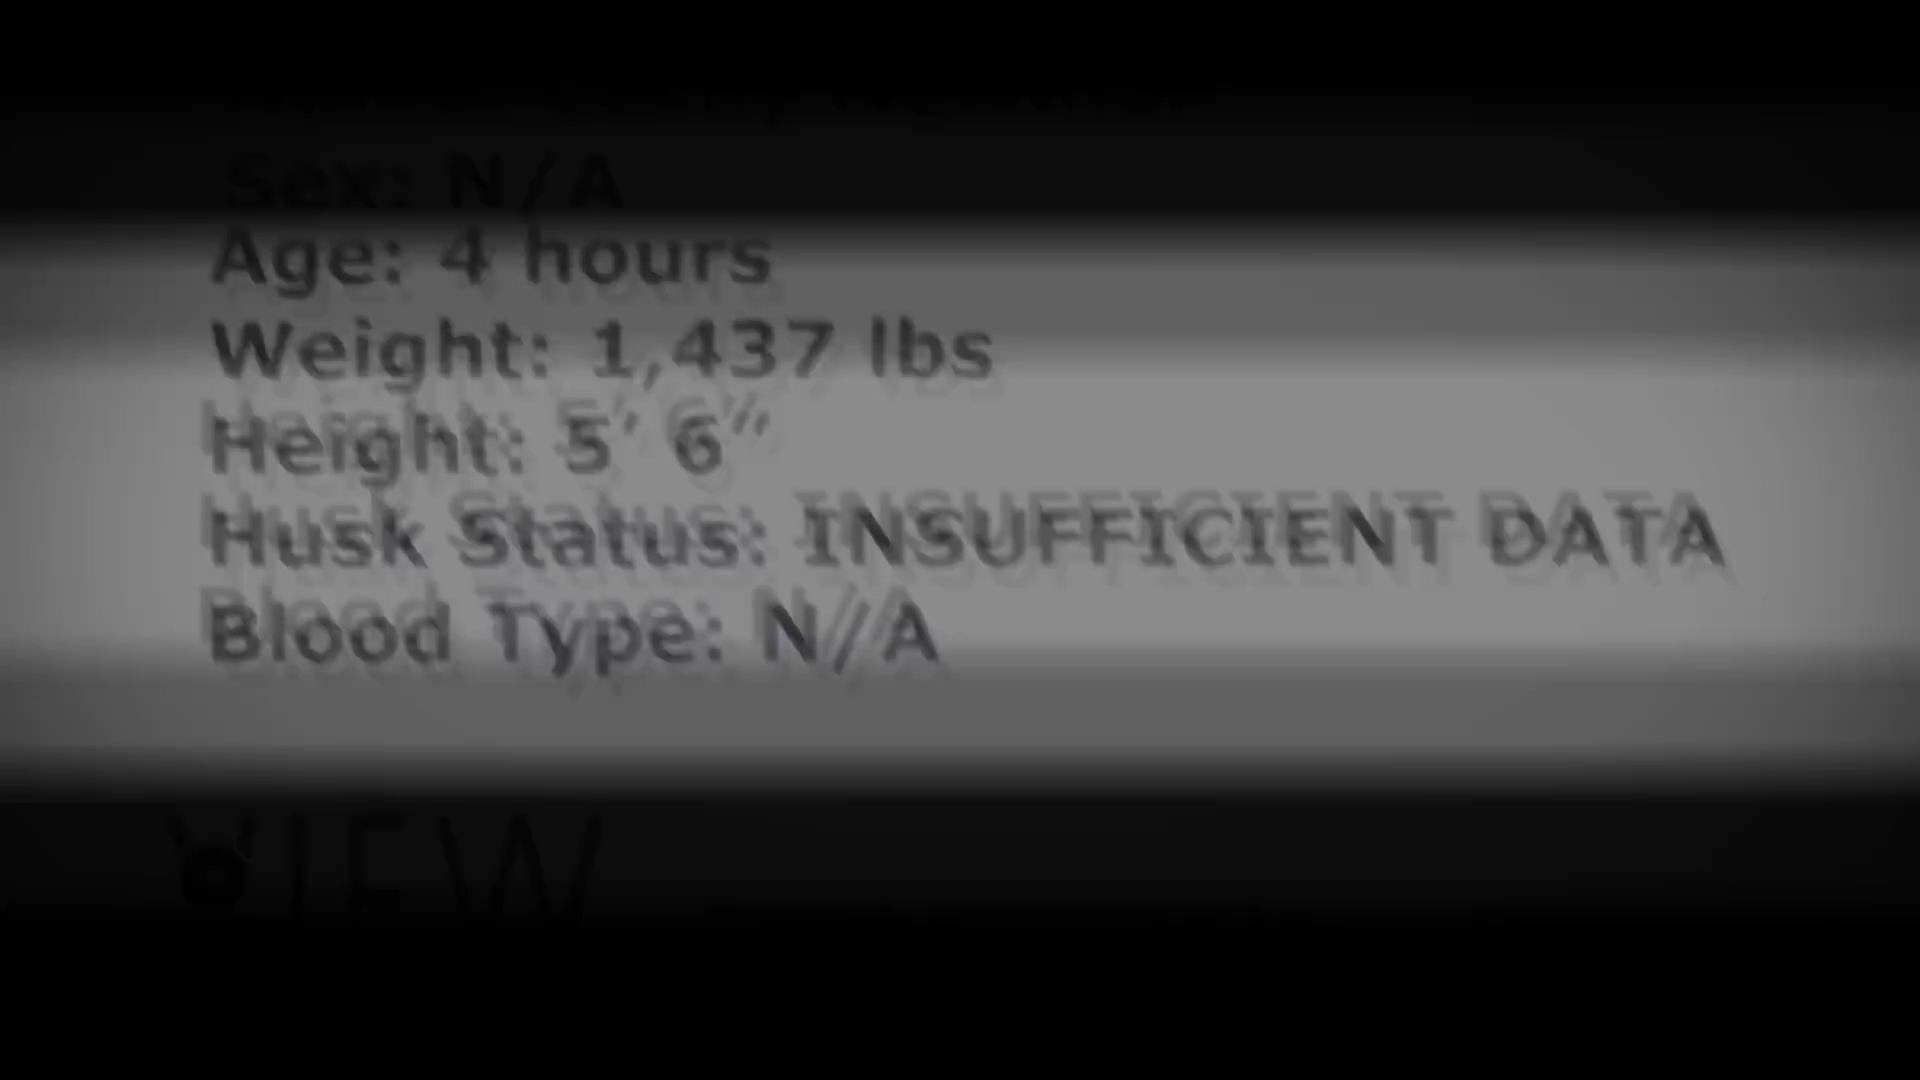 Sex: N/A
Age: 4 hours
Weight: 1,437 lbs
Height: 5’ 6”
Husk Status: INSUFFICIENT DATA
Blood Type: N/A
VIEW